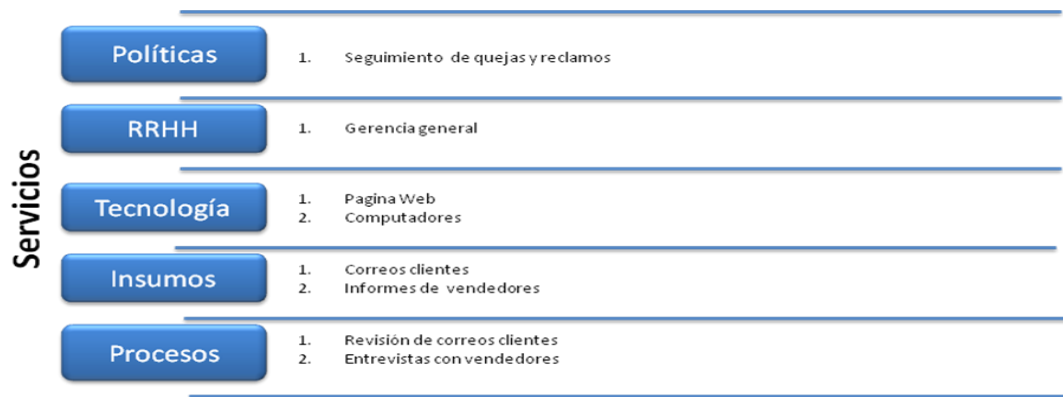 Servicios
Políticas
1. Seguimiento de quejas y reclamos
RRHH
1. Gerencia general
Tecnología
1. Pagina Web
2. Computadores
Insumos
1. Correos clientes
2. Informes de vendedores
Procesos
1. Revisión de correos clientes
2. Entrevistas con vendedores